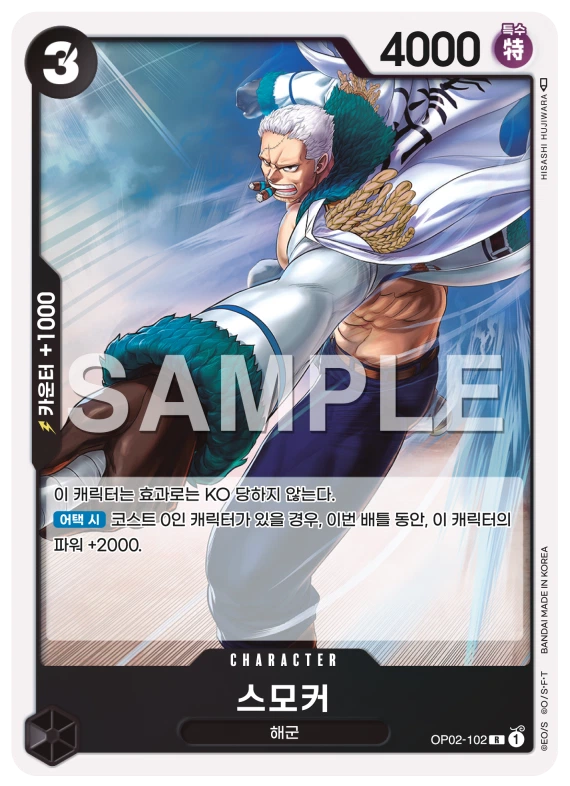 3
4000
특수
特
HISASHI HUJIWARA
카운터 +1000
SAMPLE
이 캐릭터는 효과로는 KO 당하지 않는다.
어택 시 코스트 0인 캐릭터가 있을 경우, 이번 배틀 동안, 이 캐릭터의
파워 +2000.
BANDAI MADE IN KOREA
©EO/S ©O/S·F·T
CHARACTER
스모커
해군
OP02-102 R 1